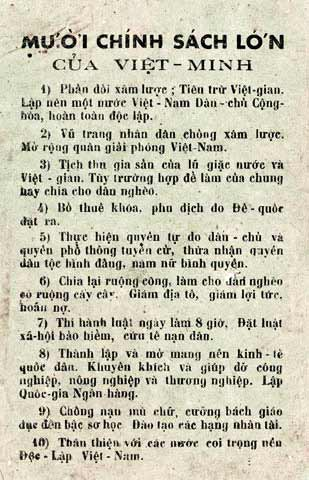 MƯỜI CHÍNH SÁCH LỚN
CỦA VIỆT-MINH
1) Phản đối xâm lược ; Tiêu trừ Việt-gian.
Lập nên một nước Việt-Nam Dân-chủ Cộng-
hòa, hoàn toàn độc lập.
2) Vũ trang nhân dân chống xâm lược.
Mở rộng quân giải phóng Việt-Nam.
3) Tịch thu gia sản của lũ giặc nước và
Việt-gian. Tùy trường hợp để làm của chung
hay chia cho dân nghèo.
4) Bỏ thuế khóa, phu dịch do Đế-quốc
đặt ra.
5) Thực hiện quyền tự do dân-chủ và
quyền phổ thông tuyển cử, thừa nhận quyền
dân tộc bình đẳng, nam nữ bình quyền.
6) Chia lại ruộng công, làm cho dân nghèo
có ruộng cầy cấy. Giảm địa tô, giảm lợi tức,
hoãn nợ.
7) Thi hành luật ngày làm 8 giờ, Đặt luật
xã-hội bảo hiểm, cứu tế nạn dân.
8) Thành lập và mở mang nền kinh-tế
quốc dân. Khuyến khích và giúp đỡ công
nghiệp, nông nghiệp và thương nghiệp. Lập
Quốc-gia Ngân-hàng.
9) Chống nạn mù chữ, cưỡng bách giáo
dục đến bậc sơ học. Đào tạo các hạng nhân tài.
10) Thân thiện với các nước coi trọng nền
Độc-Lập Việt-Nam.